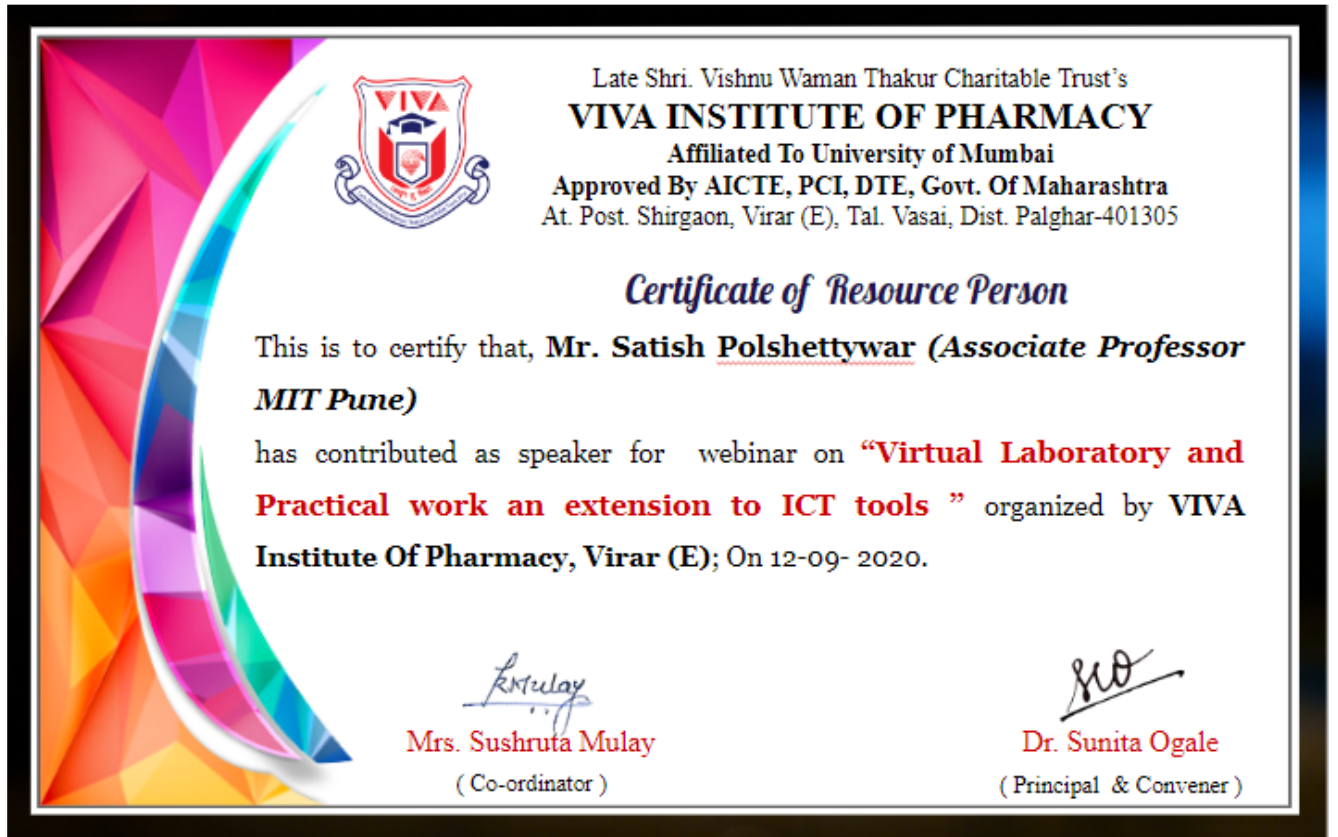 Late Shri. Vishnu Waman Thakur Charitable Trust's
VIVA INSTITUTE OF PHARMACY
Affiliated To University of Mumbai
Approved By AICTE, PCI, DTE, Govt. Of Maharashtra
At. Post. Shirgaon, Virar (E), Tal. Vasai, Dist. Palghar-401305
VIVA
Certificate of Resource Person
This is to certify that, Mr. Satish Polshettywar (Associate Professor
MIT Pune)
has contributed as speaker for webinar on “Virtual Laboratory and
Practical work an extension to ICT tools ” organized by VIVA
Institute Of Pharmacy, Virar (E); On 12-09- 2020.
Mrs. Sushruta Mulay
Dr. Sunita Ogale
( Co-ordinator )
( Principal & Convener )